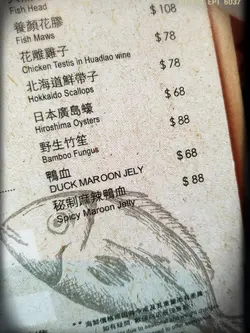 Fish Head
$ 108
養顏花膠
Fish Maws
$ 78
花雕雞子
Chicken Testis in Huadiao wine
$ 78
北海道鮮帶子
Hokkaido Scallops
$ 68
日本廣島蠔
Hiroshima Oysters
$ 88
野生竹笙
Bamboo Fungus
$ 68
鴨血
DUCK MAROON JELY
$ 88
秘制麻辣鴨血
Spicy Maroon Jelly